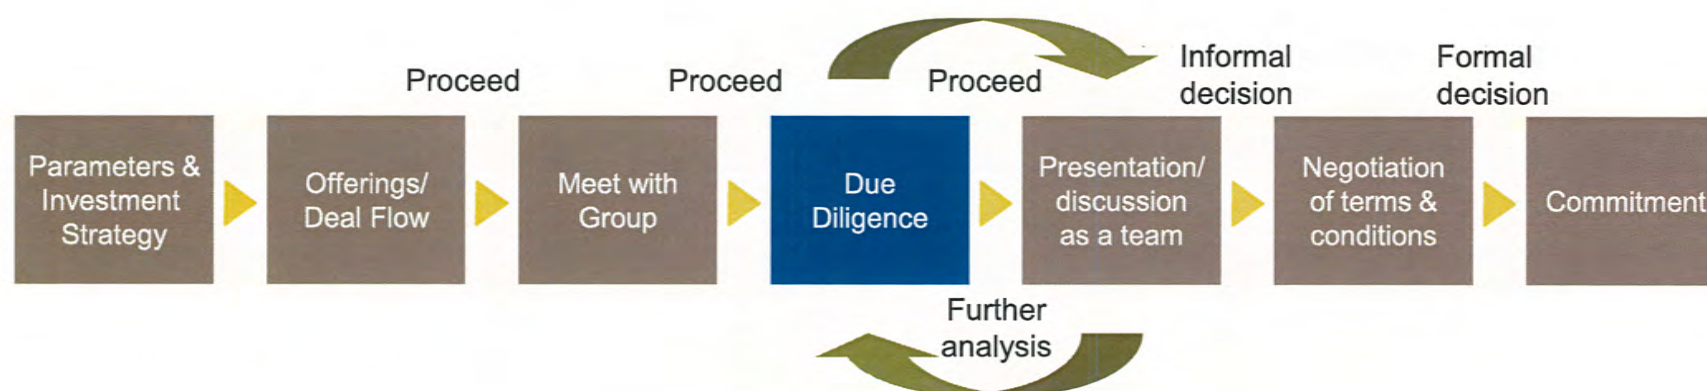 Proceed
Proceed
Proceed
Informal
decision
Formal
decision
Parameters &
Investment
Strategy
Offerings/
Deal Flow
Meet with
Group
Due
Diligence
Presentation/
discussion
as a team
Negotiation
of terms &
conditions
Commitment
Further
analysis